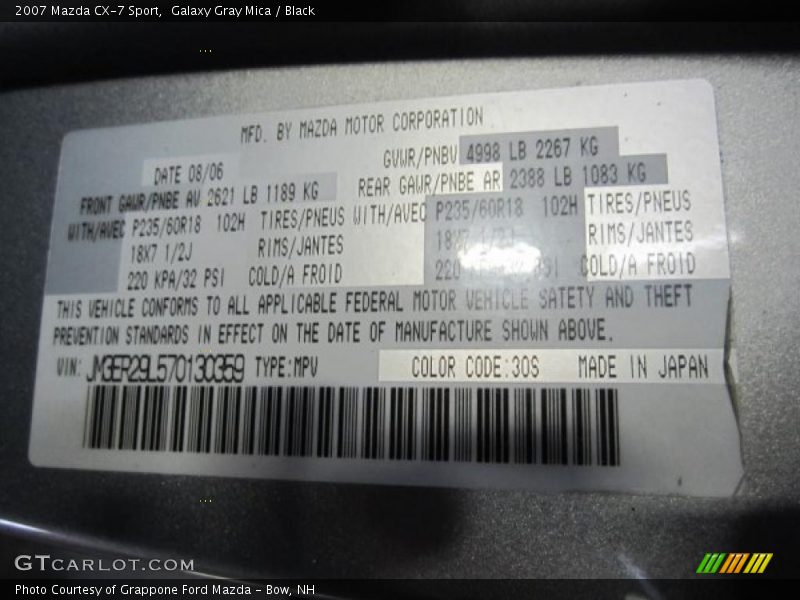 2007 Mazda CX-7 Sport, Galaxy Gray Mica / Black
MFD. BY MAZDA MOTOR CORPORATION
DATE 08/06 GVWR/PNBV 4998 LB 2267 KG
FRONT GAWR/PNBE AV 2621 LB 1189 KG REAR GAWR/PNBE AR 2388 LB 1083 KG
WITH/AVEC P235/60R18 102H TIRES/PNEUS WITH/AVEC P235/60R18 102H TIRES/PNEUS
18X7 1/2J RIMS/JANTES 18X7 1/2J RIMS/JANTES
220 KPA/32 PSI COLD/A FROID 220 PSI COLD/A FROID
THIS VEHICLE CONFORMS TO ALL APPLICABLE FEDERAL MOTOR VEHICLE SAFETY AND THEFT
PREVENTION STANDARDS IN EFFECT ON THE DATE OF MANUFACTURE SHOWN ABOVE.
VIN: JM3ER29L570130359 TYPE:MPV COLOR CODE:30S MADE IN JAPAN
GTCARLOT.COM
Photo Courtesy of Grappone Ford Mazda - Bow, NH